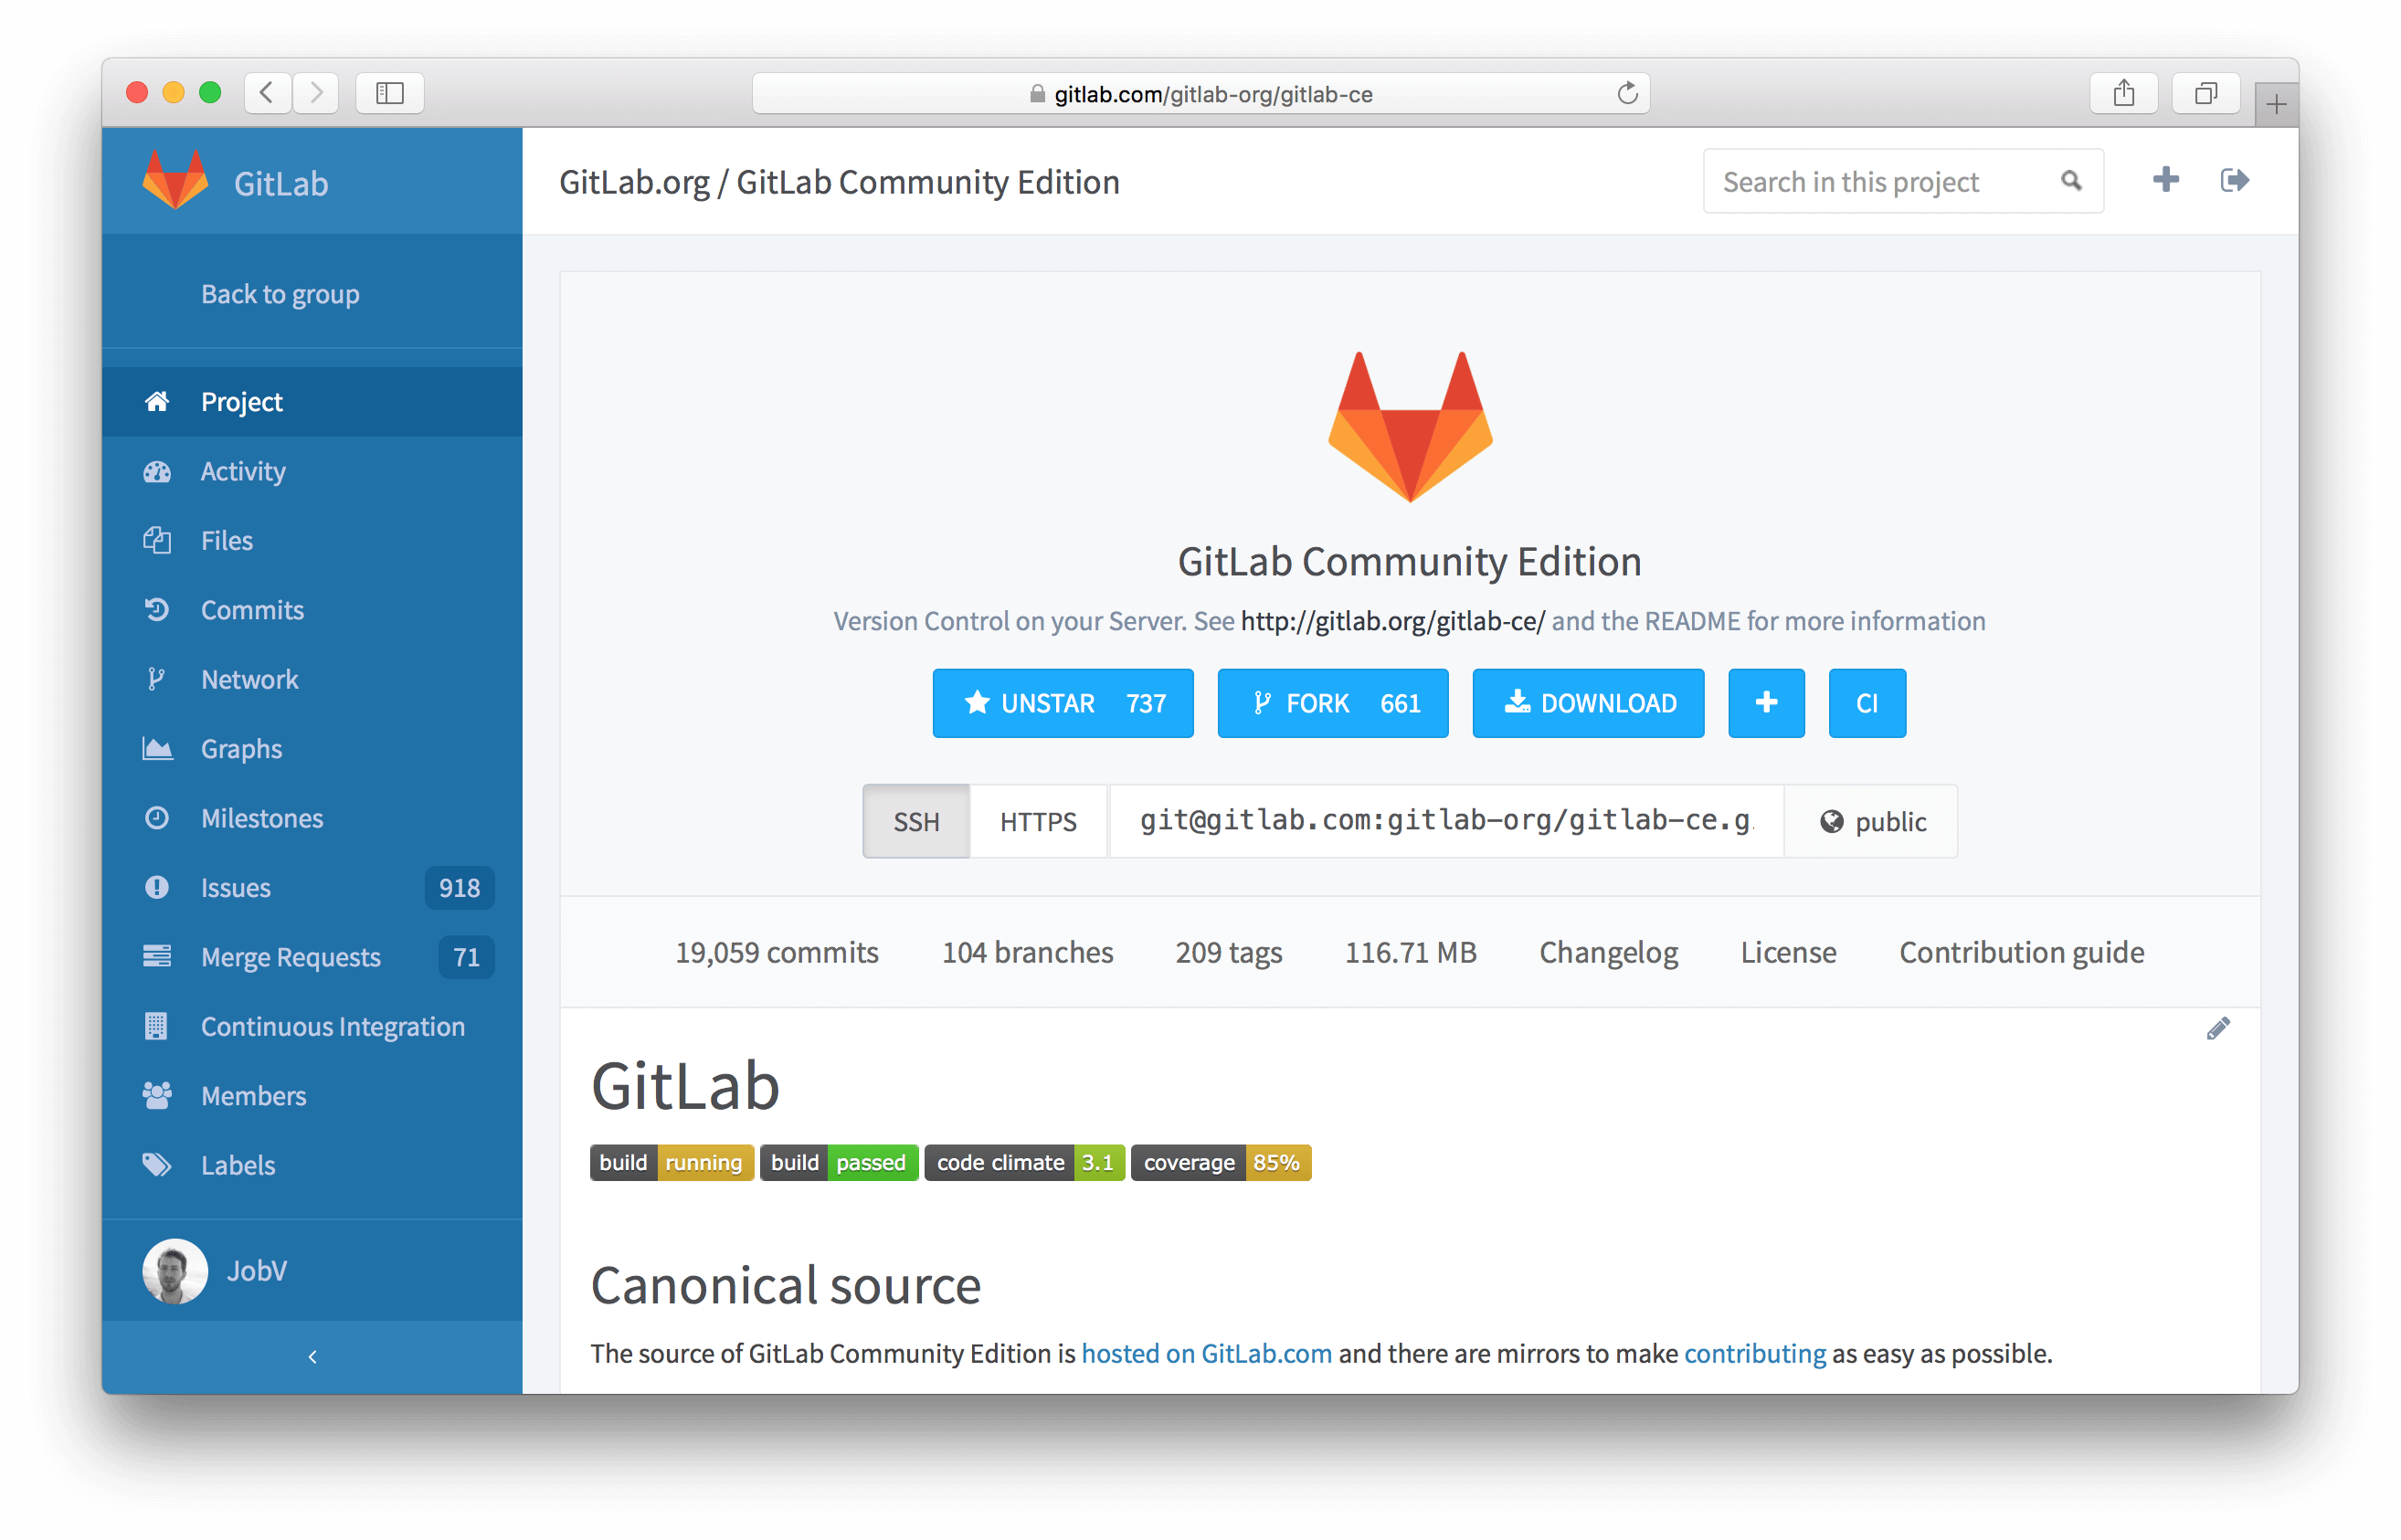 gitlab.com/gitlab-org/gitlab-ce
GitLab
GitLab.org / GitLab Community Edition
Search in this project
Back to group
Project
Activity
Files
Commits
Network
Graphs
Milestones
Issues 918
Merge Requests 71
Continuous Integration
Members
Labels
JobV
GitLab Community Edition
Version Control on your Server. See http://gitlab.org/gitlab-ce/ and the README for more information
UNSTAR 737 FORK 661 DOWNLOAD CI
SSH HTTPS git@gitlab.com:gitlab-org/gitlab-ce.g public
19,059 commits 104 branches 209 tags 116.71 MB Changelog License Contribution guide
GitLab
build running build passed code climate 3.1 coverage 85%
Canonical source
The source of GitLab Community Edition is hosted on GitLab.com and there are mirrors to make contributing as easy as possible.